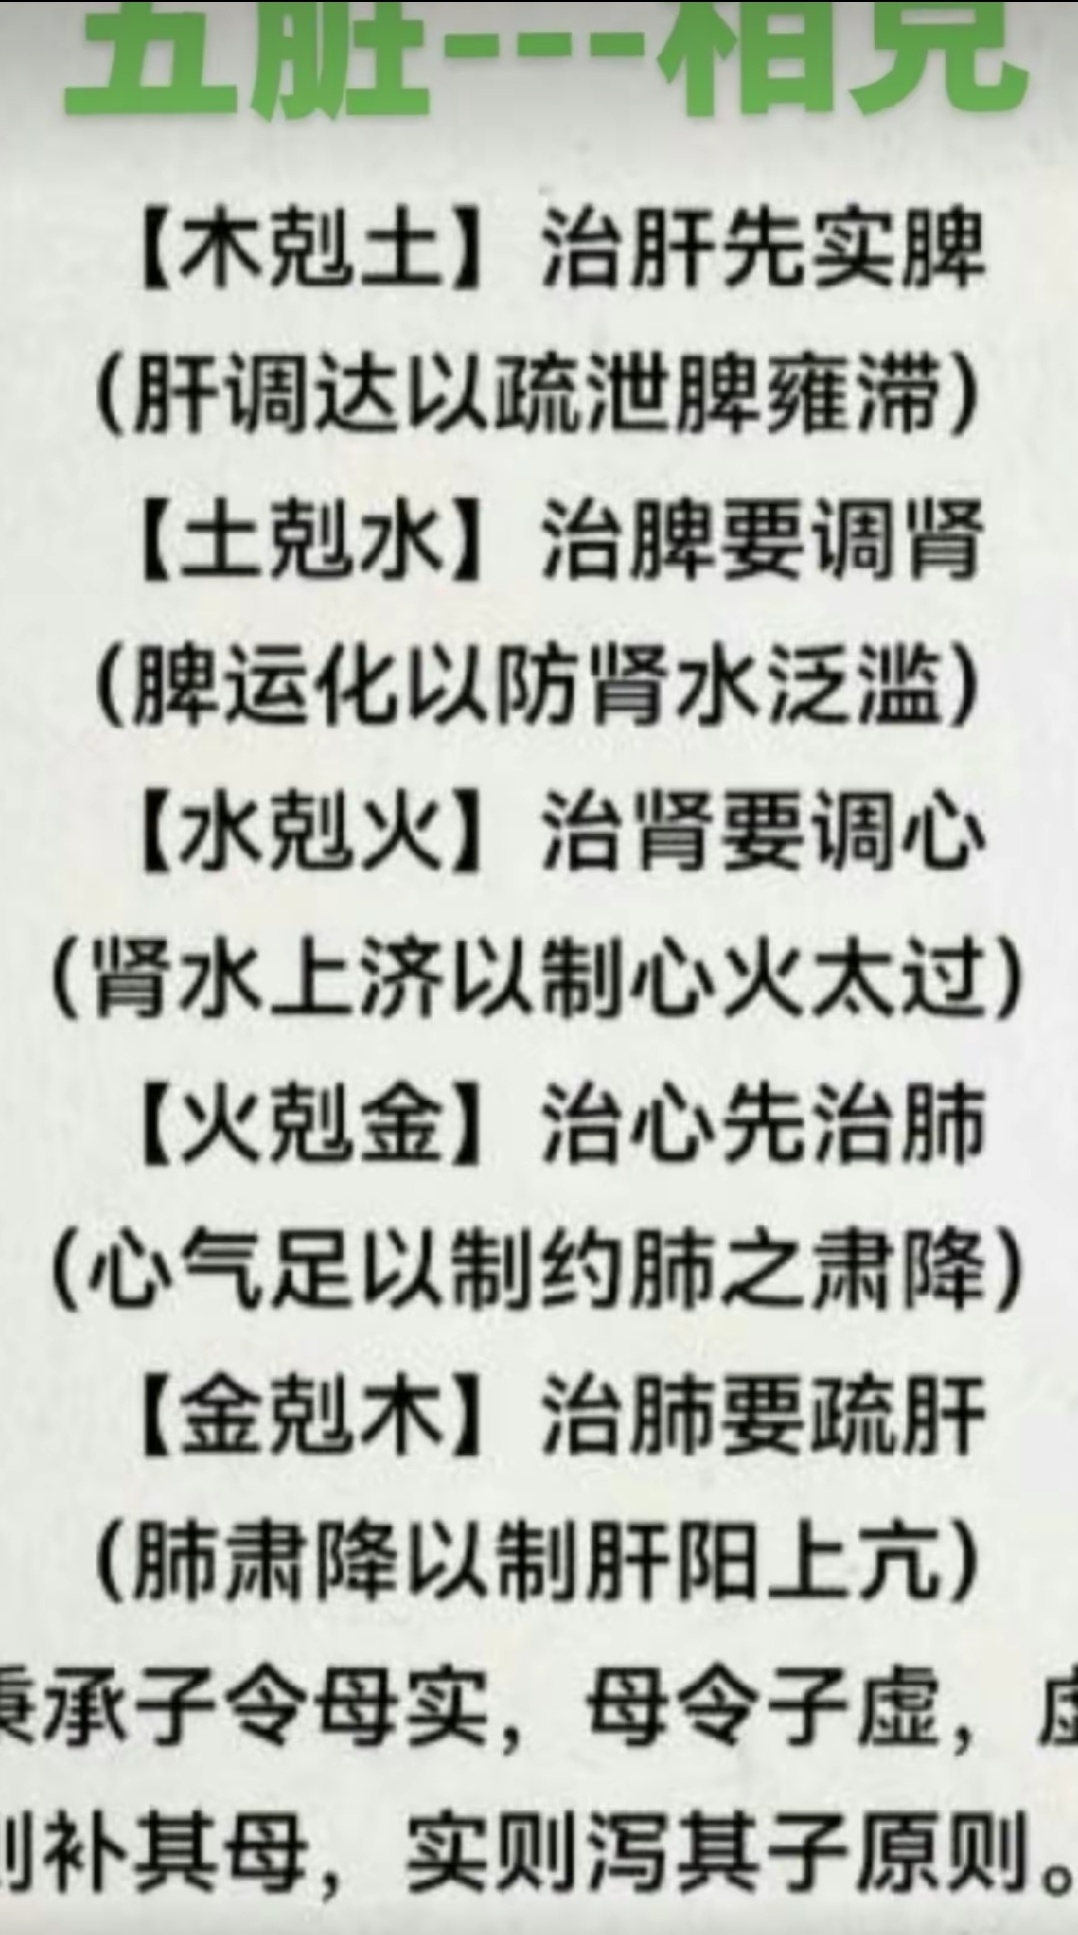 五脏---相克
【木剋土】治肝先实脾
（肝调达以疏泄脾雍滞）
【土剋水】治脾要调肾
（脾运化以防肾水泛滥）
【水剋火】治肾要调心
（肾水上济以制心火太过）
【火剋金】治心先治肺
（心气足以制约肺之肃降）
【金剋木】治肺要疏肝
（肺肃降以制肝阳上亢）
秉承子令母实，母令子虚，虚
则补其母，实则泻其子原则。